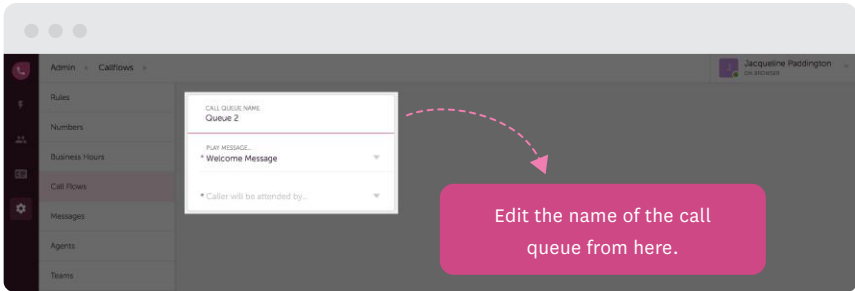 Admin Callflows
Jacqueline Paddington
ON BROWSER
Rules
Numbers
Business Hours
Call Flows
Messages
Agents
Teams
CALL QUEUE NAME
Queue 2
PLAY MESSAGE...
* Welcome Message
* Caller will be attended by...
Edit the name of the call
queue from here.